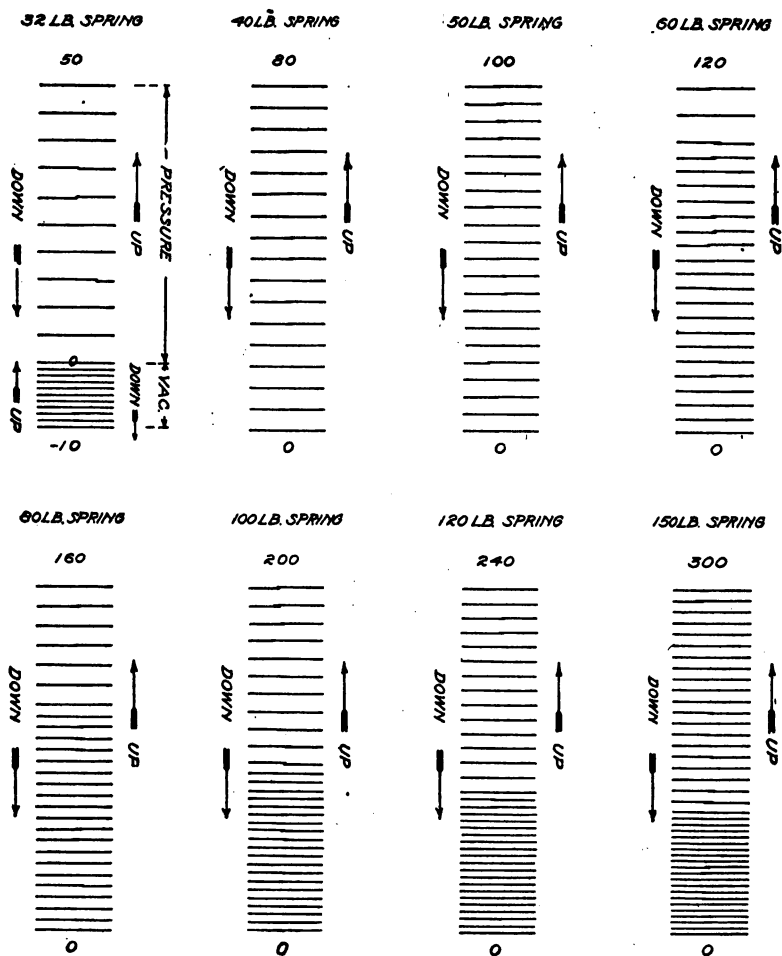 32 LB. SPRING
50
DOWN
UP
PRESSURE
0
UP
DOWN
VAC.
-10
40 LB. SPRING
80
DOWN
UP
0
50 LB. SPRING
100
DOWN
UP
0
60 LB. SPRING
120
DOWN
UP
0
80 LB. SPRING
160
DOWN
UP
0
100 LB. SPRING
200
DOWN
UP
0
120 LB. SPRING
240
DOWN
UP
0
150 LB. SPRING
300
DOWN
UP
0